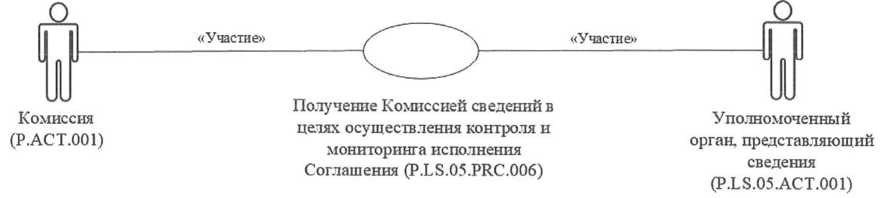 «Участие»
«Участие»
Комиссия
(P.ACT.001)
Получение Комиссией сведений в
целях осуществления контроля и
мониторинга исполнения
Соглашения (P.LS.05.PRC.006)
Уполномоченный
орган, представляющий
сведения
(P.LS.05.ACT.001)